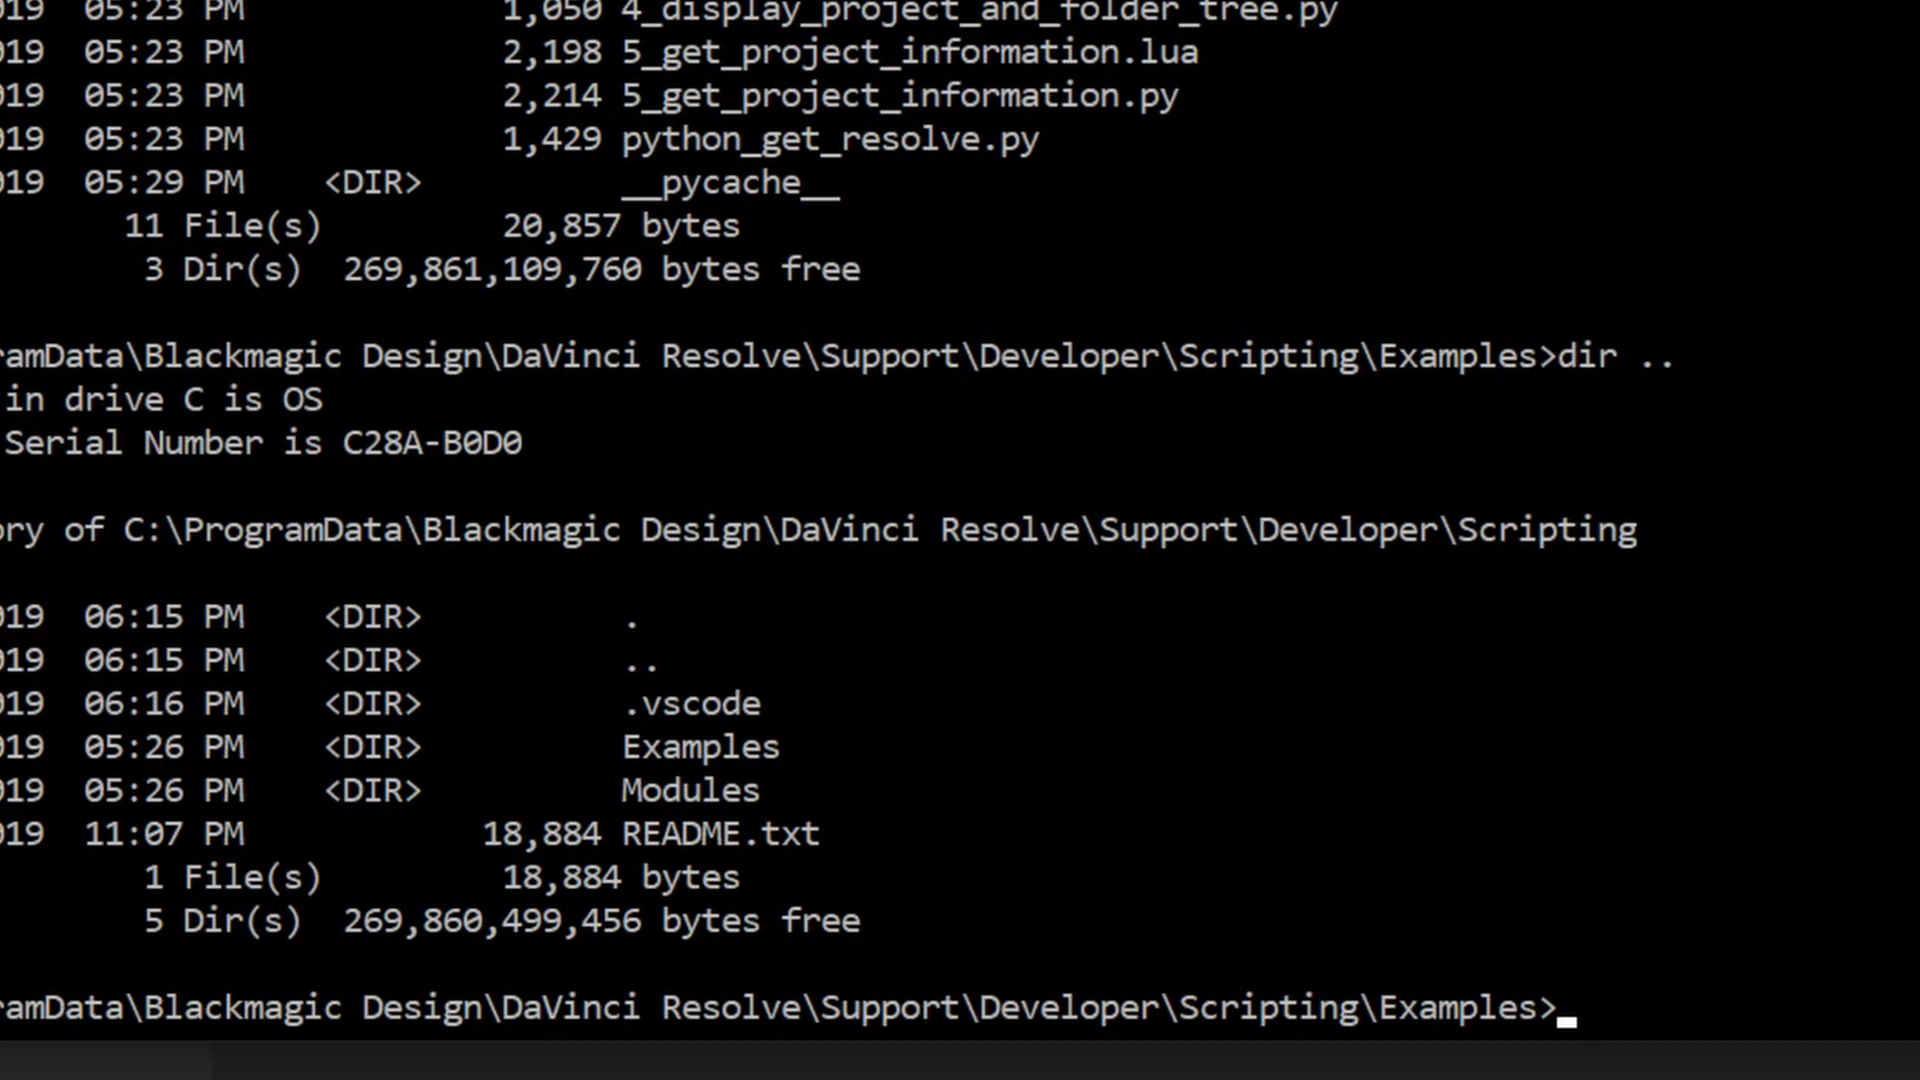 019  05:23 PM             1,050 4_display_project_and_folder_tree.py
019  05:23 PM             2,198 5_get_project_information.lua
019  05:23 PM             2,214 5_get_project_information.py
019  05:23 PM             1,429 python_get_resolve.py
019  05:29 PM    <DIR>          __pycache__
11 File(s)         20,857 bytes
3 Dir(s)  269,861,109,760 bytes free
ramData\Blackmagic Design\DaVinci Resolve\Support\Developer\Scripting\Examples>dir ..
in drive C is OS
Serial Number is C28A-B0D0
ory of C:\ProgramData\Blackmagic Design\DaVinci Resolve\Support\Developer\Scripting
019  06:15 PM    <DIR>          .
019  06:15 PM    <DIR>          ..
019  06:16 PM    <DIR>          .vscode
019  05:26 PM    <DIR>          Examples
019  05:26 PM    <DIR>          Modules
019  11:07 PM            18,884 README.txt
1 File(s)         18,884 bytes
5 Dir(s)  269,860,499,456 bytes free
ramData\Blackmagic Design\DaVinci Resolve\Support\Developer\Scripting\Examples>